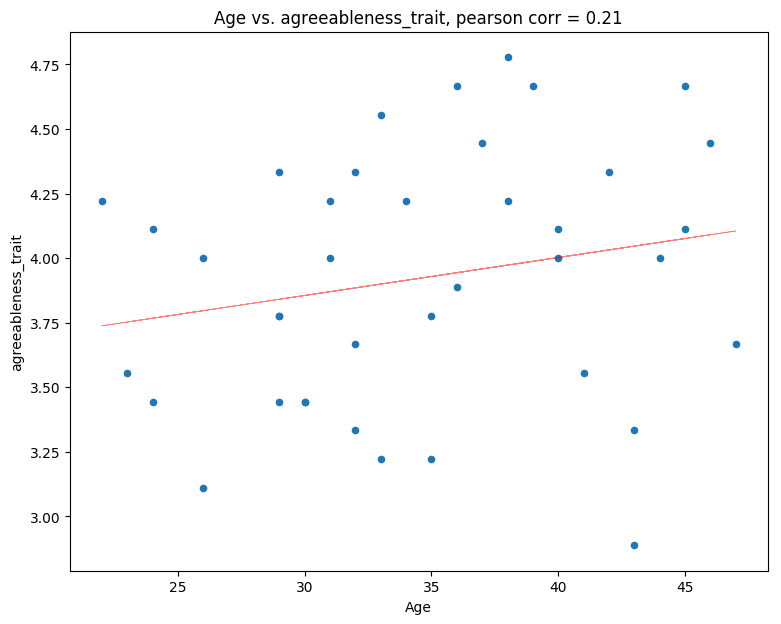 Age vs. agreeableness_trait, pearson corr = 0.21
4.75
4.50
4.25
4.00
3.75
3.50
3.25
3.00
agreeableness_trait
25 30 35 40 45
Age